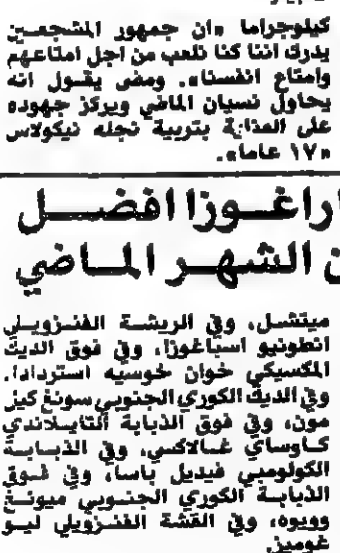 كيلوجراما «ان جمهور المشجعين
يدرك اننا كنا نلعب من اجل امتاعهم
وامتاع انفسنا». ومضى يقول انه
يحاول نسيان الماضي ويركز جهوده
على العناية بتربية نجله نيكولاس
«١٧ عاما».
اراغوزا افضل
ن الشهر الماضي
ميتشل، وفي الريشة الفنزويلي
انطونيو اسباغوزا، وفي فوق الديك
المكسيكي خوان خوسيه استردادا،
وفي الديك الكوري الجنوبي سونغ كيل
مون، وفي فوق الذبابة التايلاندي
كاوساي غالاكسي، وفي الذبابة
الكولومبي فيديل باسا، وفي فوق
الذبابة الكوري الجنوبي ميونغ
وويوه، وفي القشة الفنزويلي ليو
غوميز.